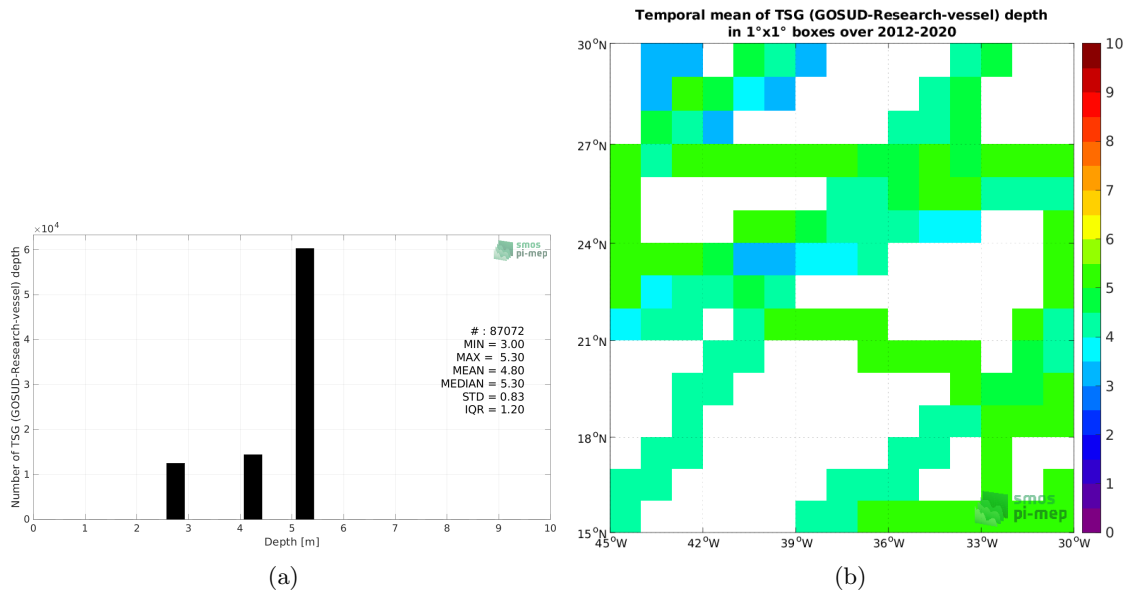 ×10⁴
6
5
4
3
2
1
0
Number of TSG (GOSUD-Research-vessel) depth
smos
pi-mep
# : 87072
MIN = 3.00
MAX = 5.30
MEAN = 4.80
MEDIAN = 5.30
STD = 0.83
IQR = 1.20
0 1 2 3 4 5 6 7 8 9 10
Depth [m]
(a)
Temporal mean of TSG (GOSUD-Research-vessel) depth
in 1°x1° boxes over 2012-2020
30°N
27°N
24°N
21°N
18°N
15°N
45°W 42°W 39°W 36°W 33°W 30°W
smos
pi-mep
10
9
8
7
6
5
4
3
2
1
0
(b)